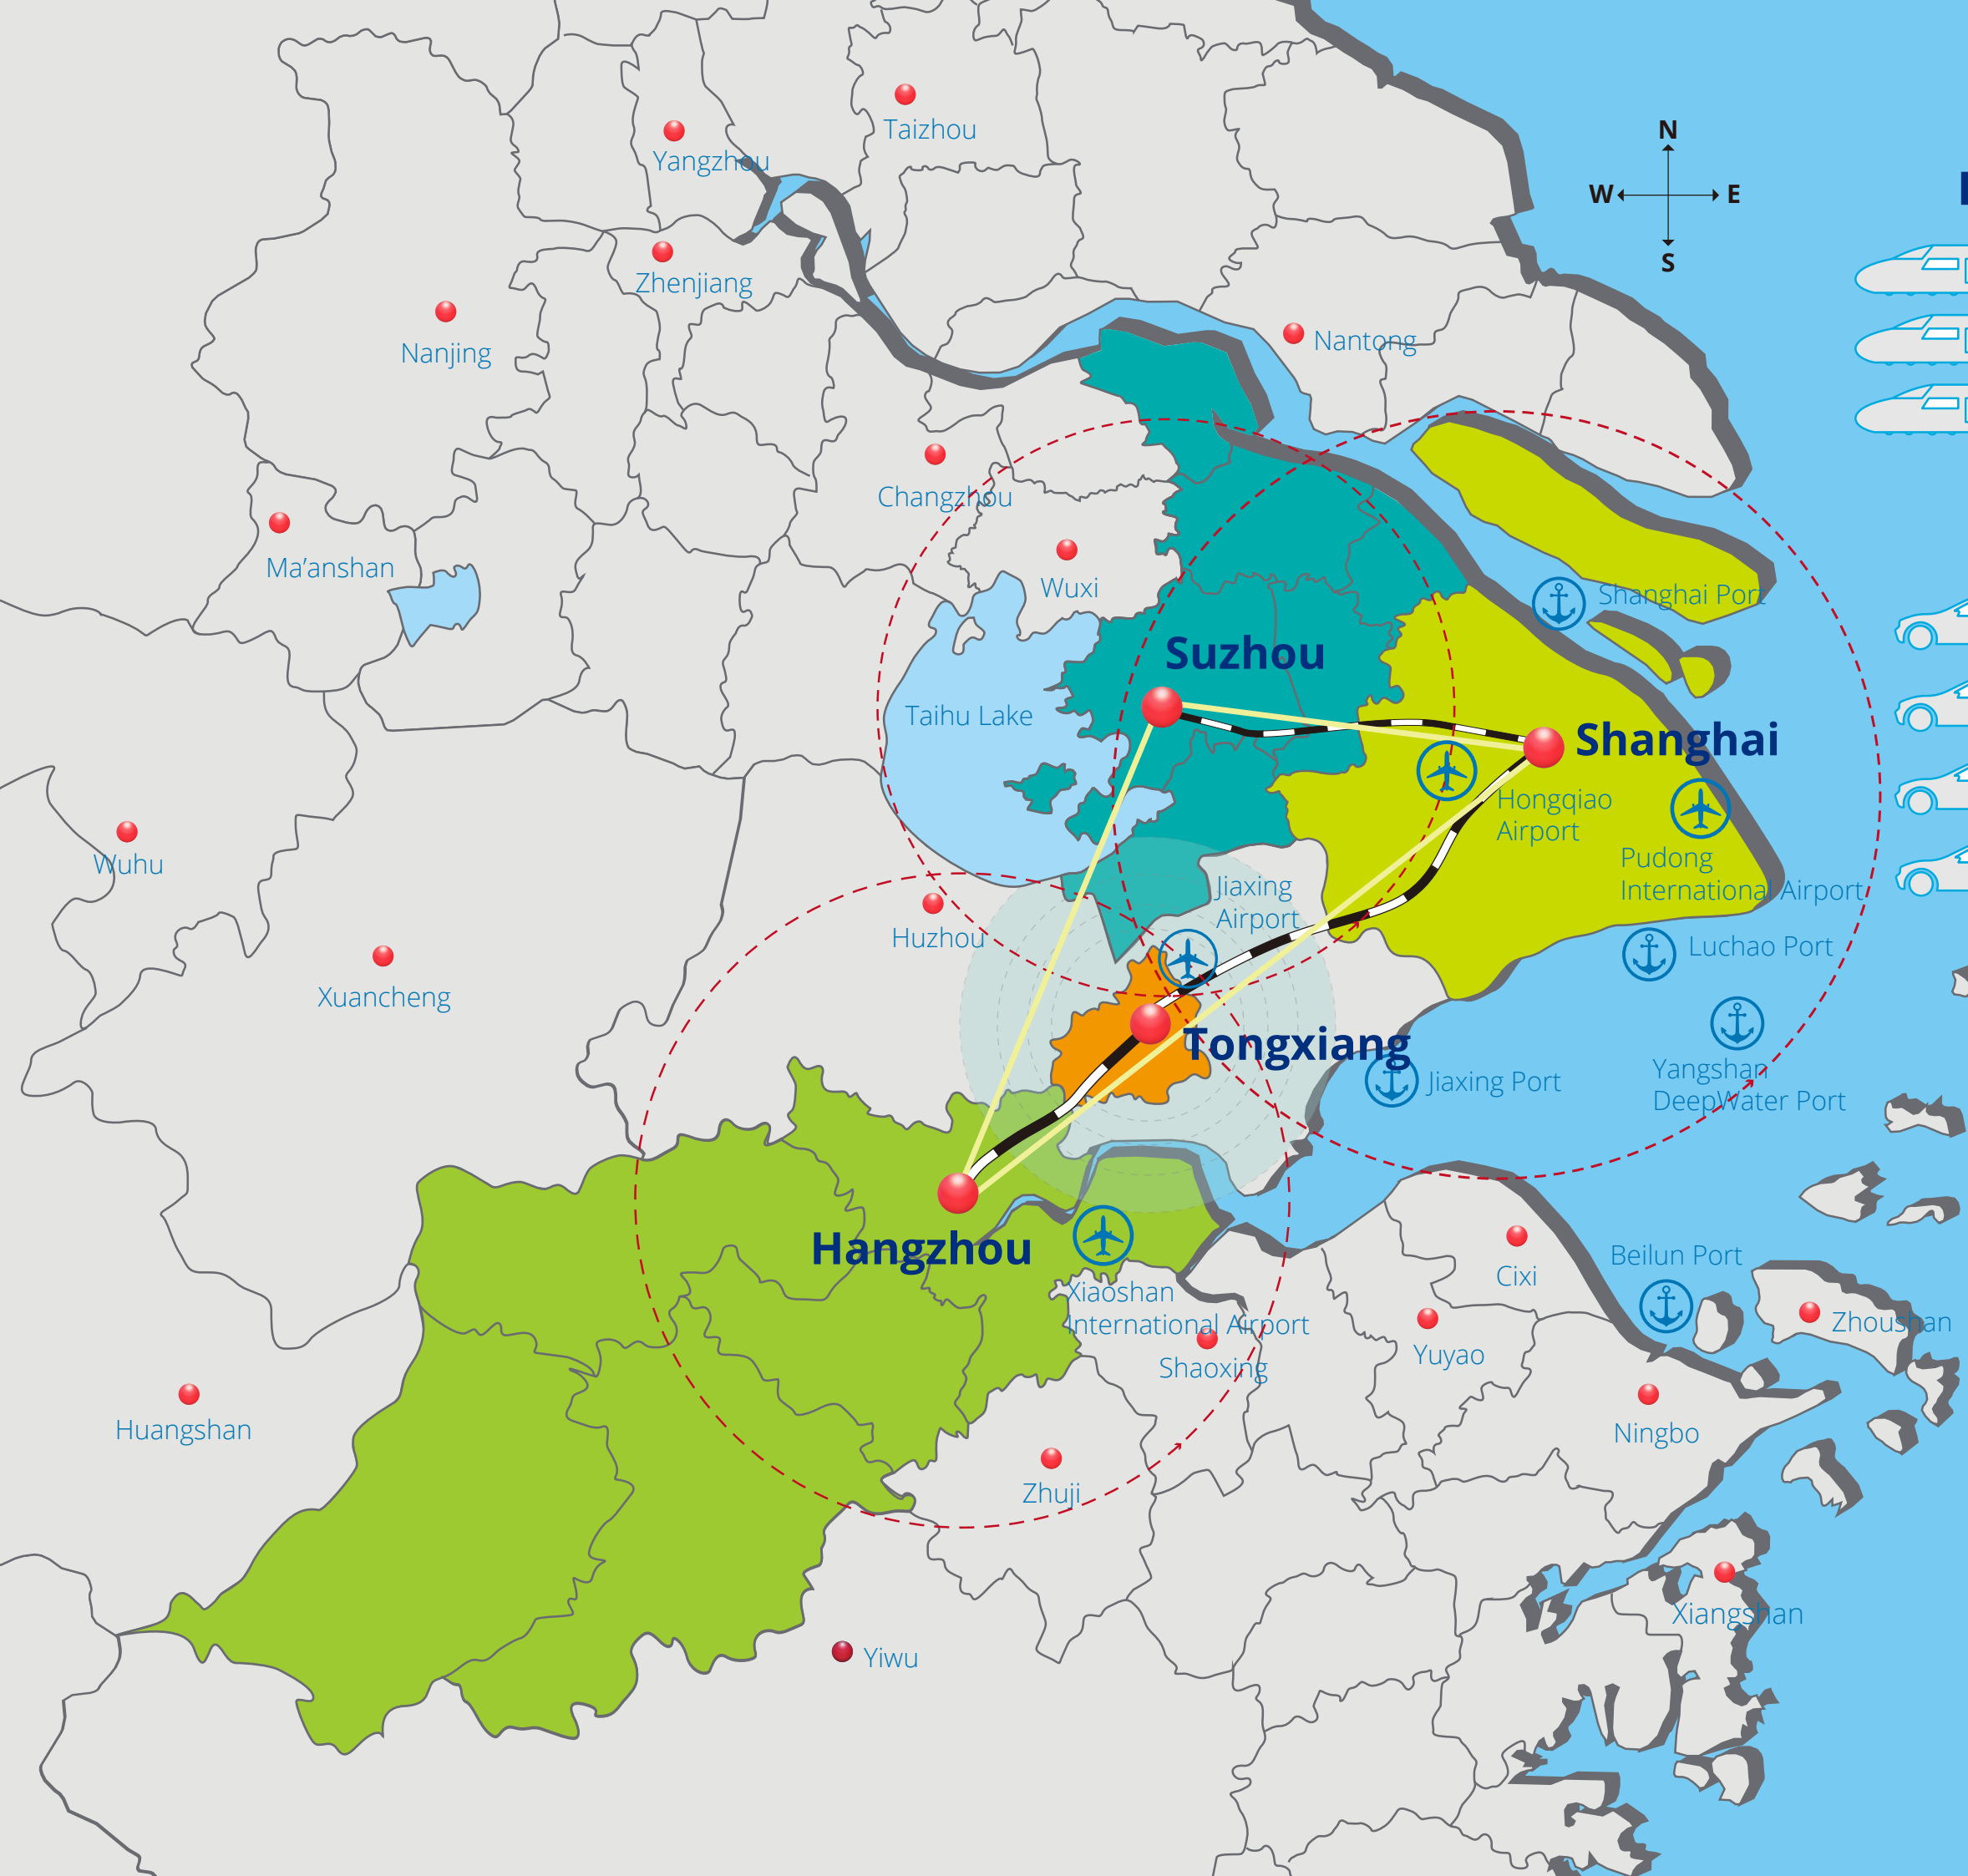 Taizhou
N
Yangzhou
W
E
S
Zhenjiang
Nantong
Nanjing
Changzhou
Ma’anshan
Wuxi
Shanghai Port
Suzhou
Taihu Lake
Shanghai
Hongqiao
Airport
Pudong
International Airport
Wuhu
Jiaxing
Airport
Huzhou
Luchao Port
Xuancheng
Tongxiang
Yangshan
DeepWater Port
Jiaxing Port
Hangzhou
Beilun Port
Cixi
Xiaoshan
International Airport
Zhoushan
Shaoxing
Yuyao
Huangshan
Ningbo
Zhuji
Xiangshan
Yiwu